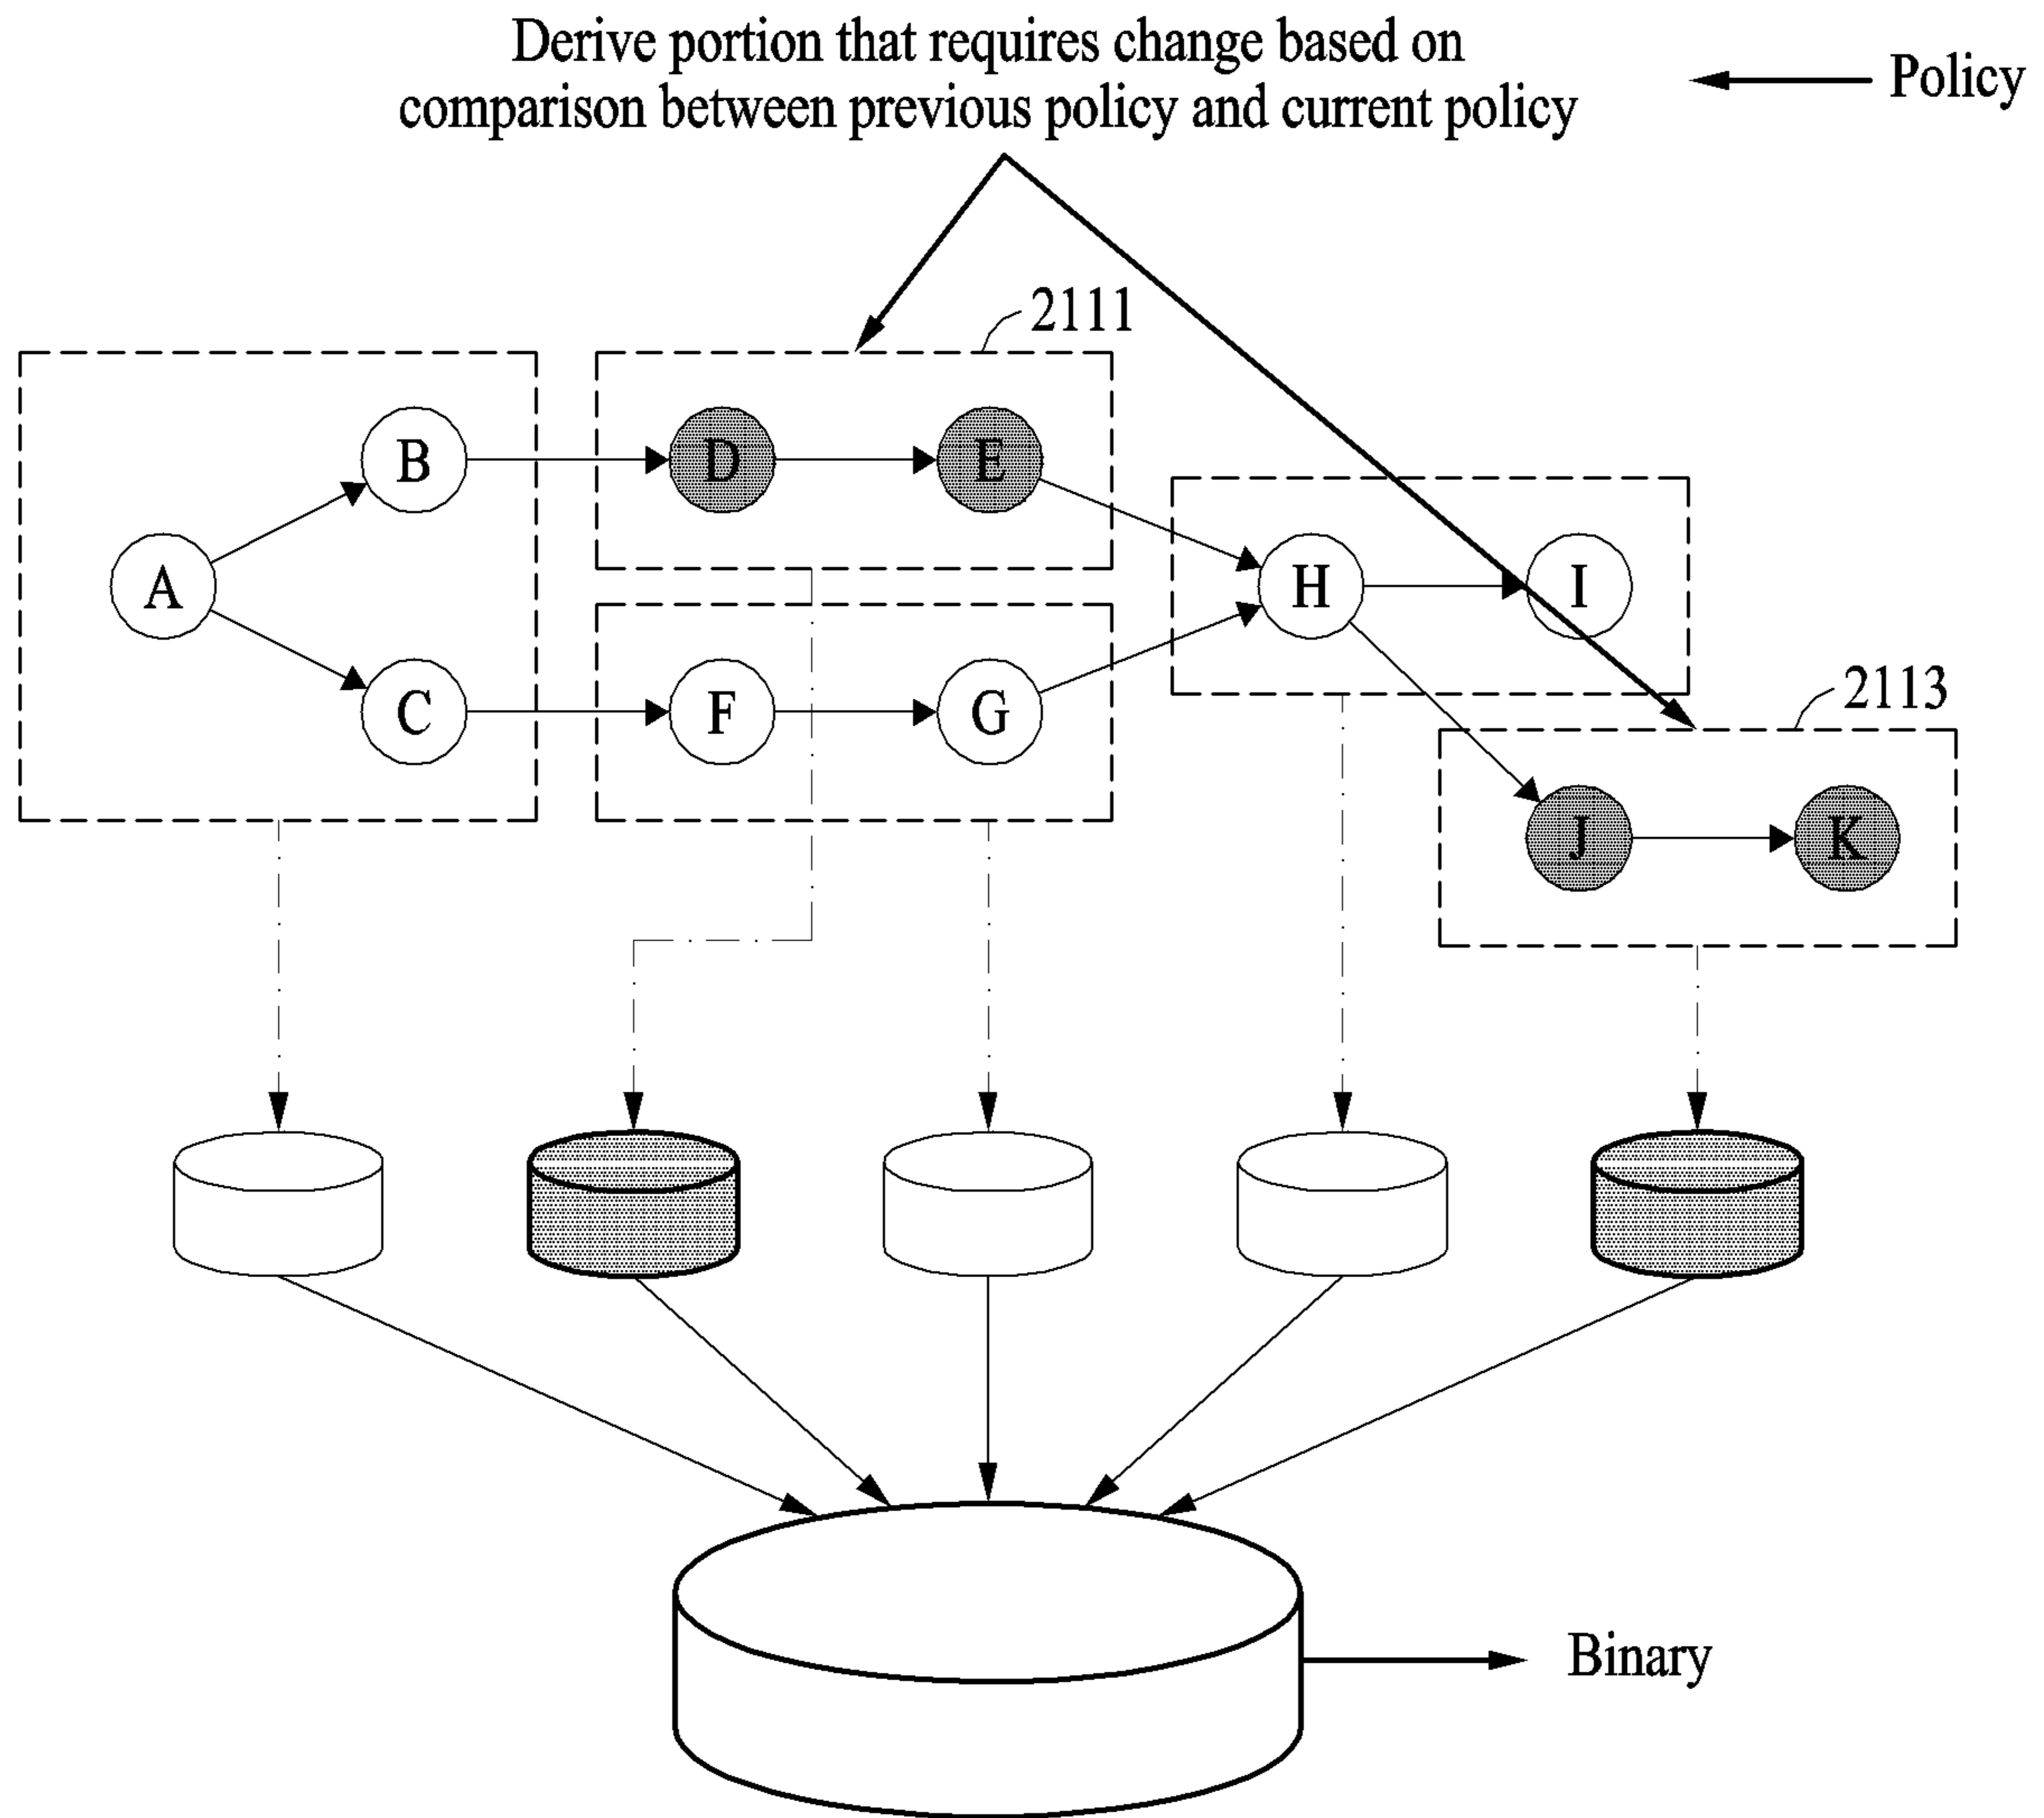 Derive portion that requires change based on
comparison between previous policy and current policy
Policy
2111
B
D
E
A
H
I
C
F
G
2113
J
K
Binary